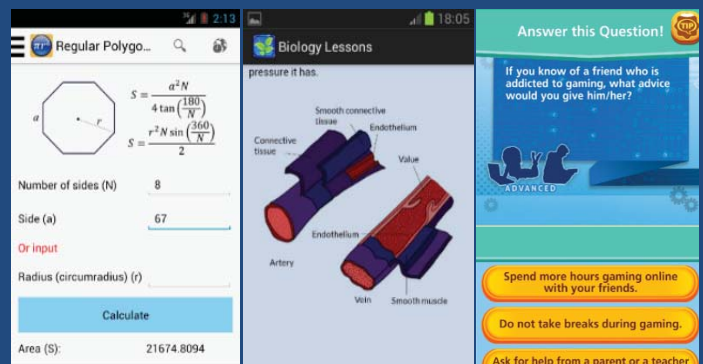 2:13
Regular Polygo...
a
r
S = a²N / 4 tan(180/N)
S = r²N sin(360/N) / 2
Number of sides (N) 8
Side (a) 67
Or input
Radius (circumradius) (r)
Calculate
Area (S): 21674.8094
18:05
Biology Lessons
pressure it has.
Smooth connective
tissue
Endothelium
Connective
tissue
Value
Endothelium
Artery
Vein
Smooth muscle
Answer this Question!
TIP
If you know of a friend who is
addicted to gaming, what advice
would you give him/her?
ADVANCED
Spend more hours gaming online
with your friends.
Do not take breaks during gaming.
Ask for help from a parent or a teacher